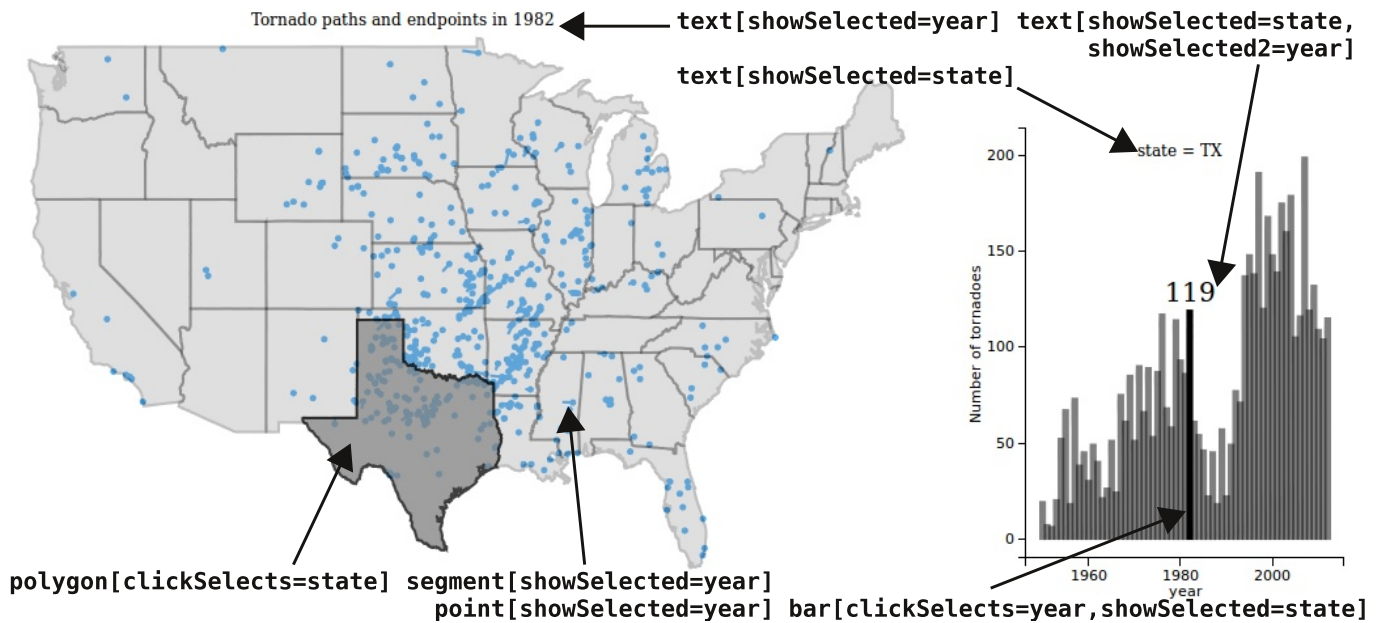 Tornado paths and endpoints in 1982
text[showSelected=year] text[showSelected=state,
showSelected2=year]
text[showSelected=state]
state = TX
200
150
119
100
50
0
Number of tornadoes
1960 1980 2000
year
polygon[clickSelects=state] segment[showSelected=year]
point[showSelected=year] bar[clickSelects=year,showSelected=state]